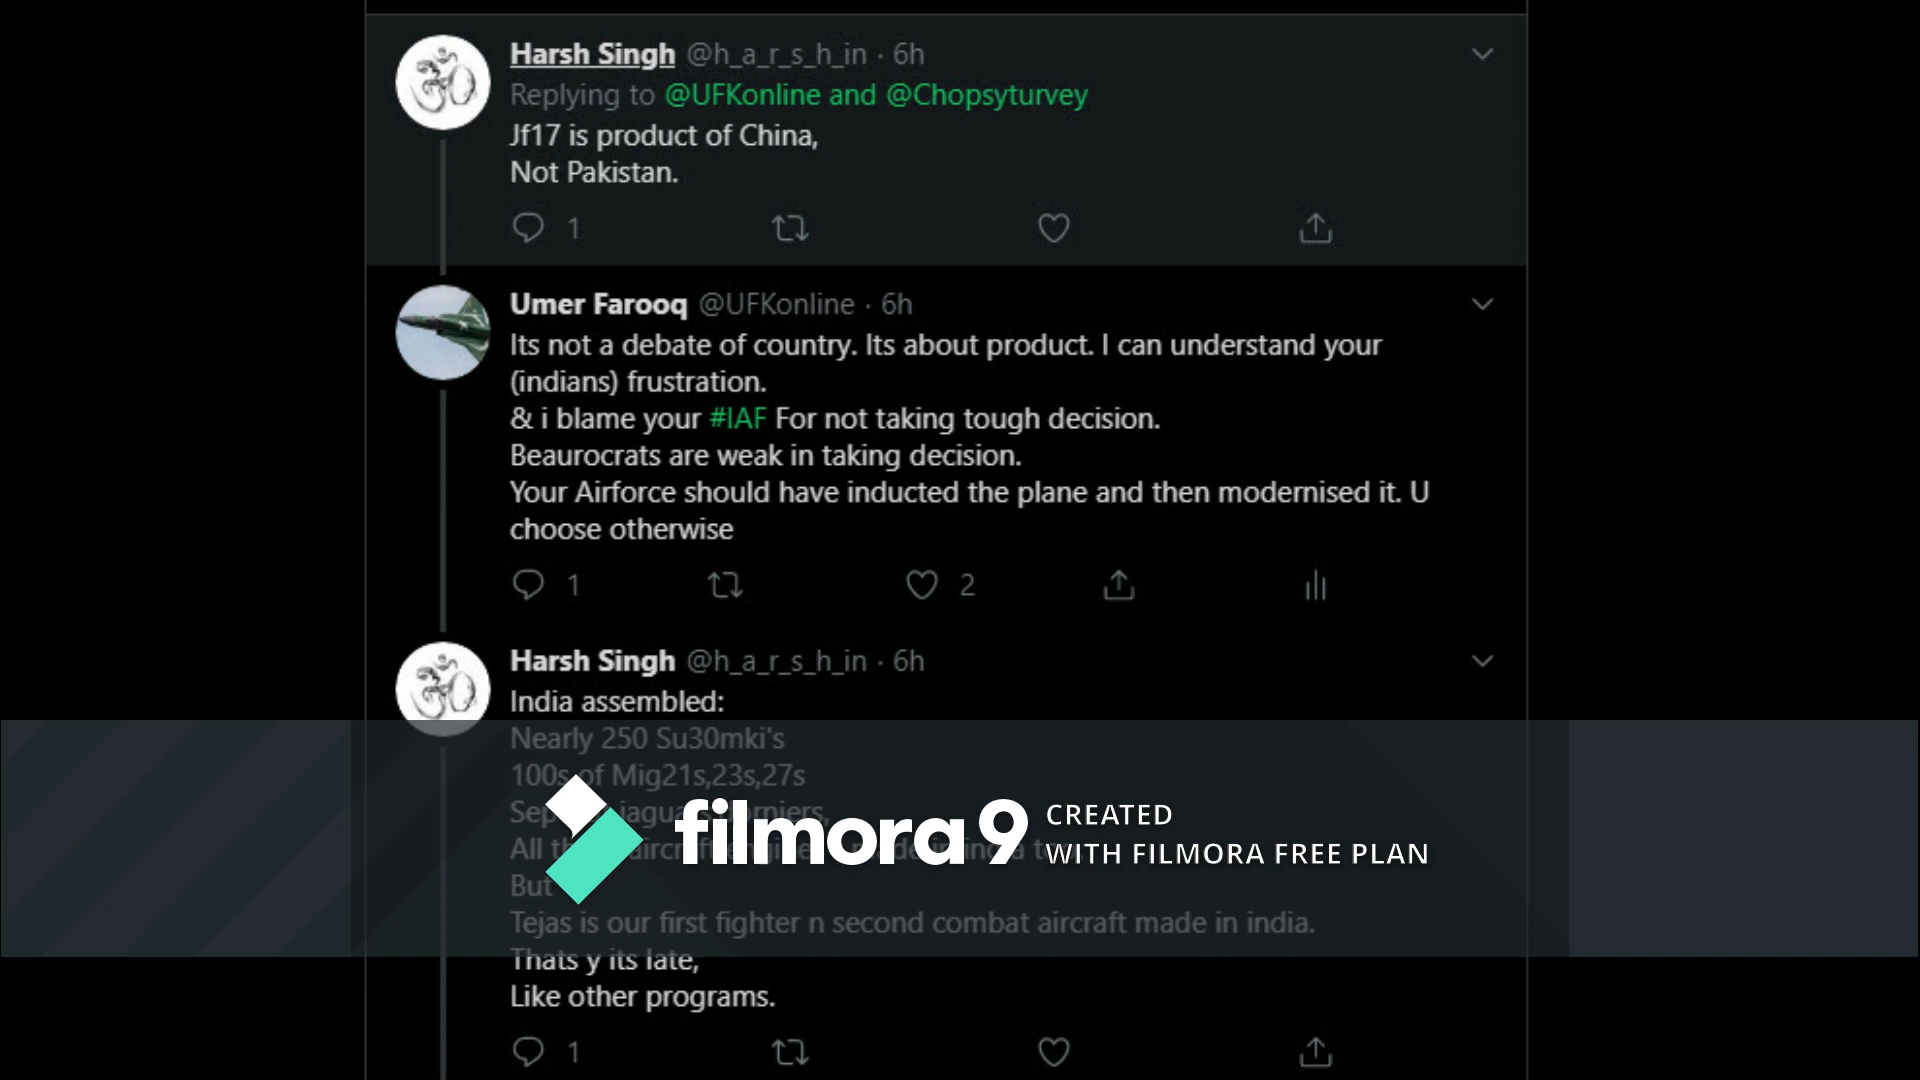 Harsh Singh @h_a_r_s_h_in · 6h
Replying to @UFKonline and @Chopsyturvey
Jf17 is product of China,
Not Pakistan.
1
Umer Farooq @UFKonline · 6h
Its not a debate of country. Its about product. I can understand your
(indians) frustration.
& i blame your #IAF For not taking tough decision.
Beaurocrats are weak in taking decision.
Your Airforce should have inducted the plane and then modernised it. U
choose otherwise
1 2
Harsh Singh @h_a_r_s_h_in · 6h
India assembled:
Nearly 250 Su30mki's
100s of Mig21s,23s,27s
All
But
Tejas is our first fighter n second combat aircraft made in india.
Thats y its late,
Like other programs.
1
filmora9
CREATED
WITH FILMORA FREE PLAN